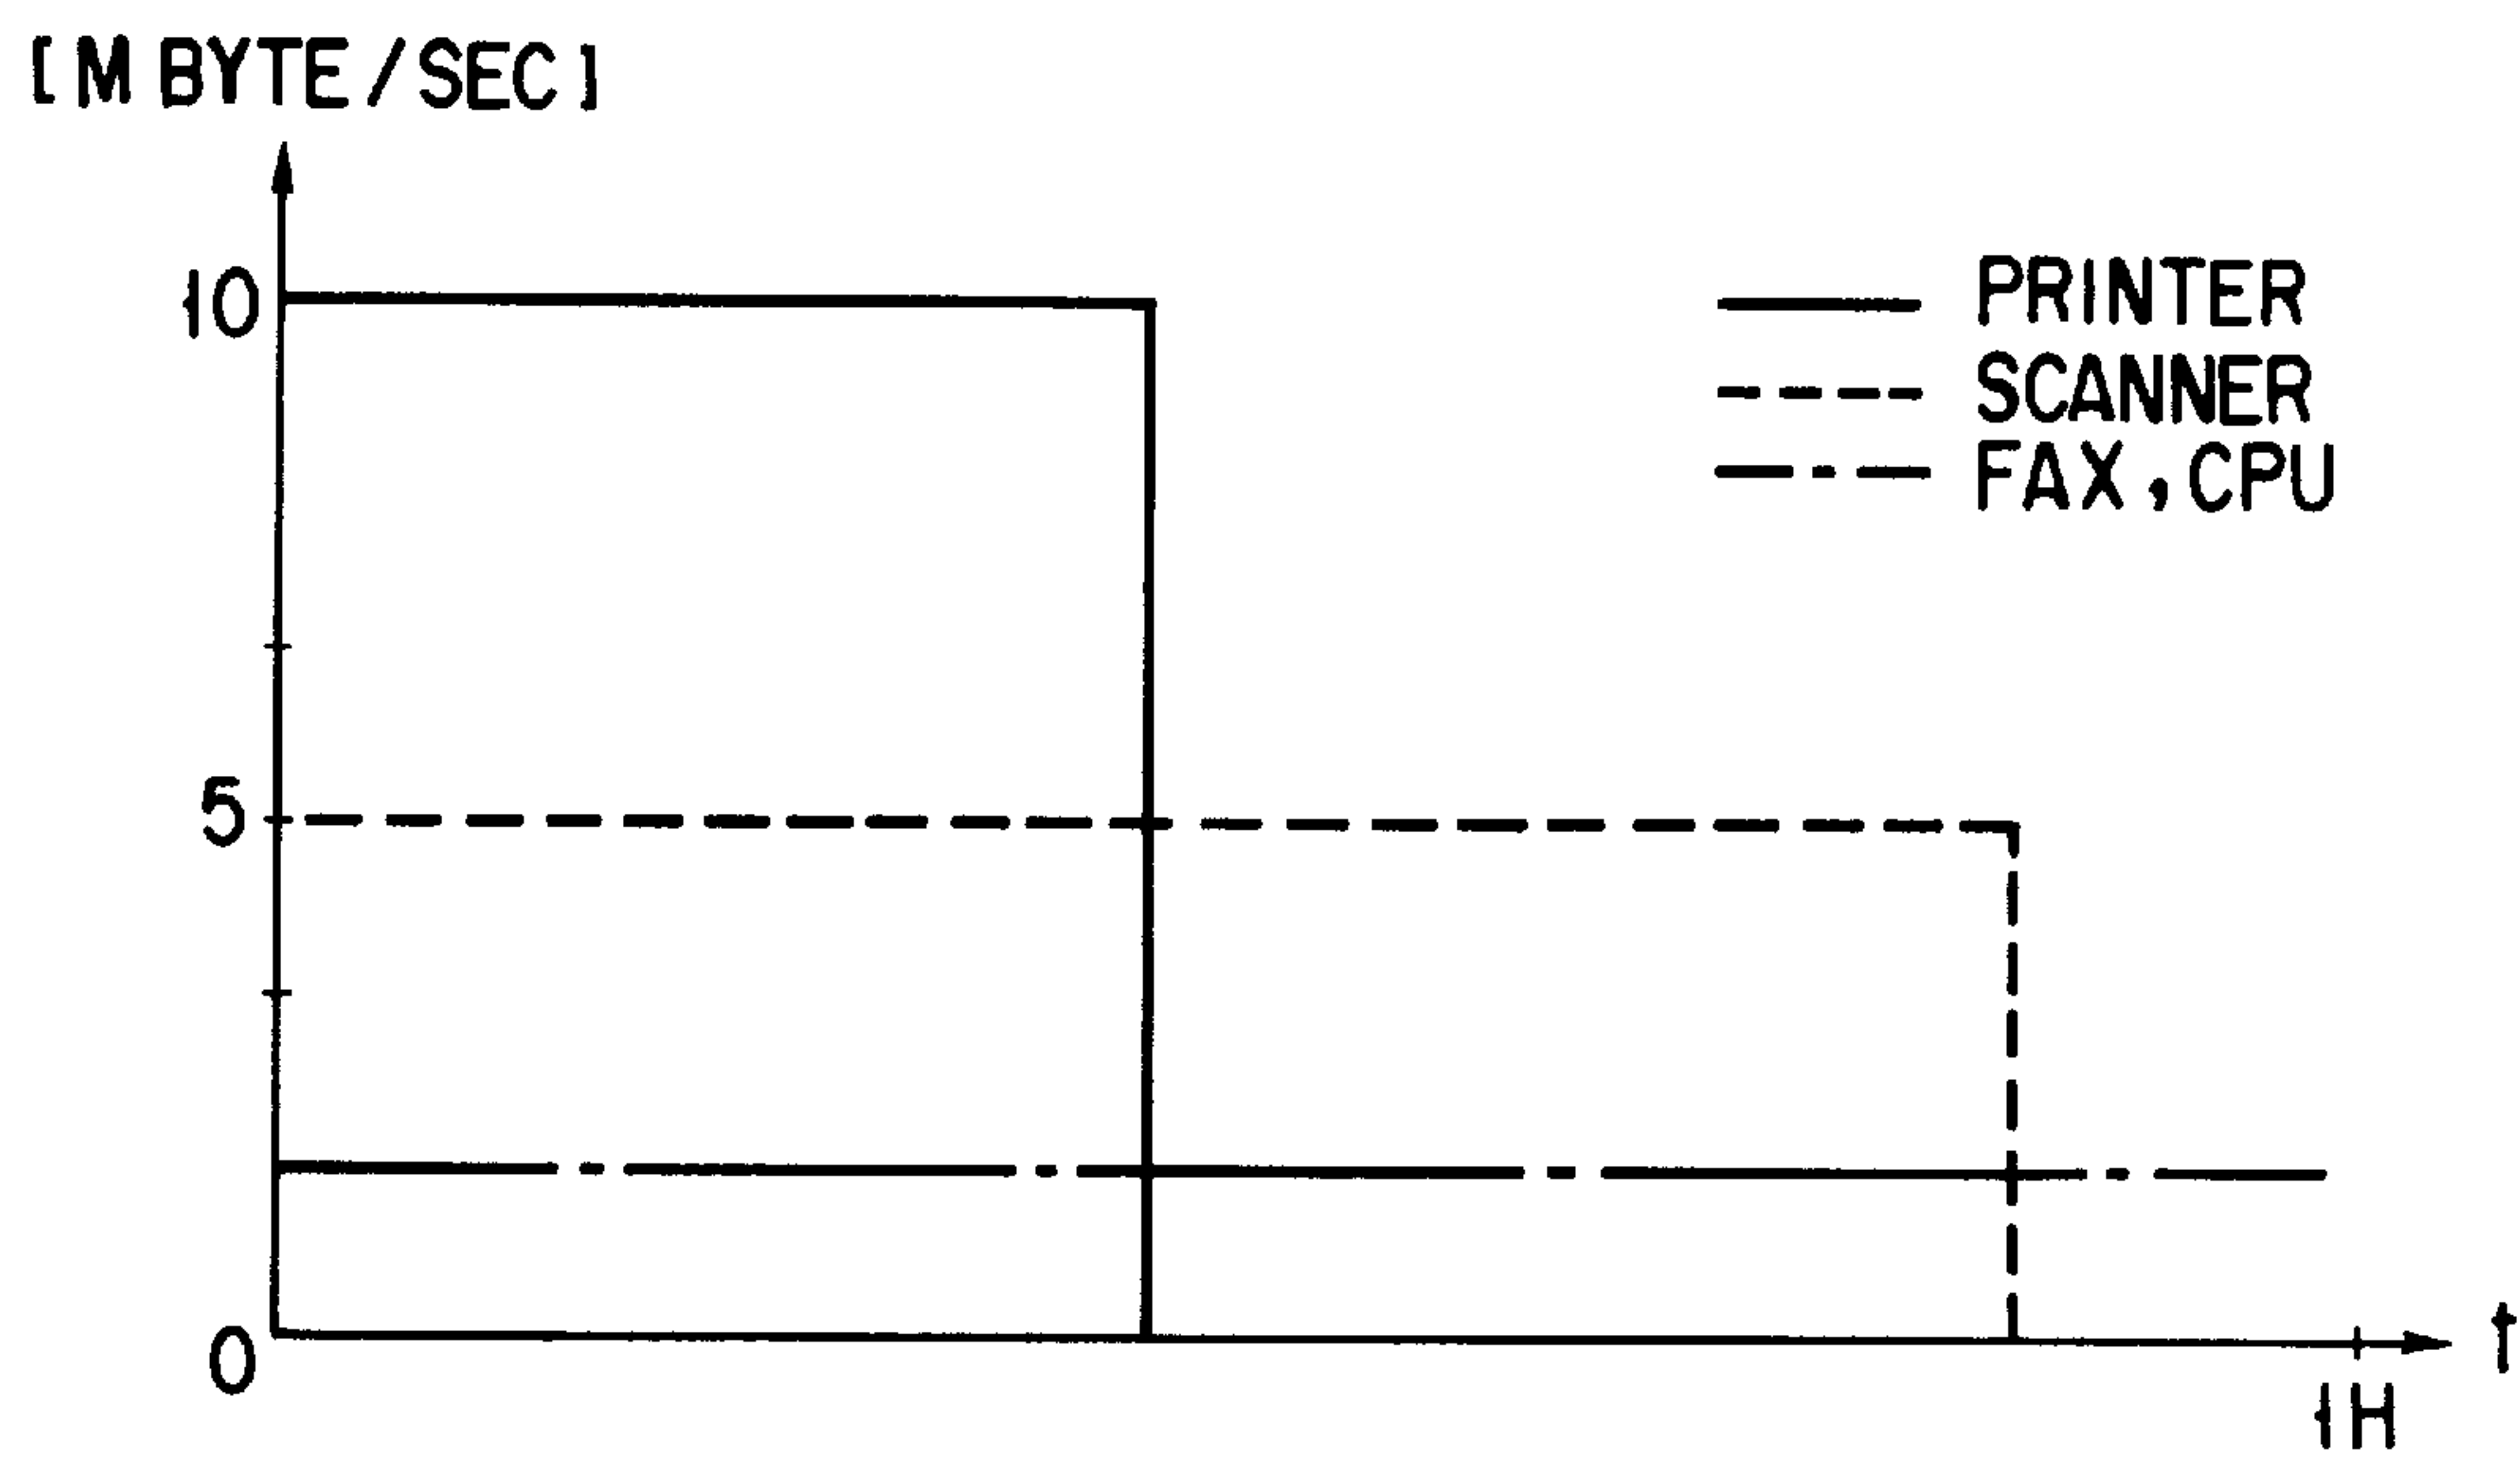 [M BYTE/SEC]
10
PRINTER
SCANNER
FAX,CPU
5
0
t
1H